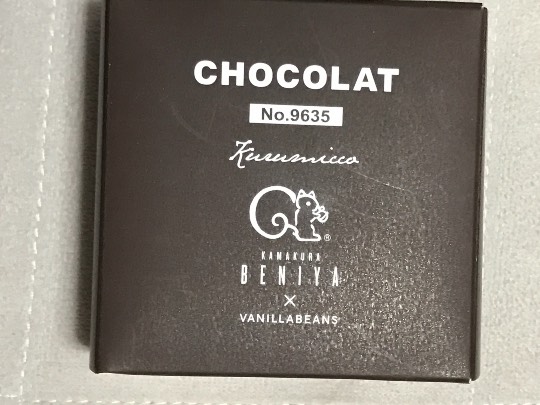 CHOCOLAT
No.9635
Kurumicco
®
KAMAKURA
BENIYA
×
VANILLABEANS